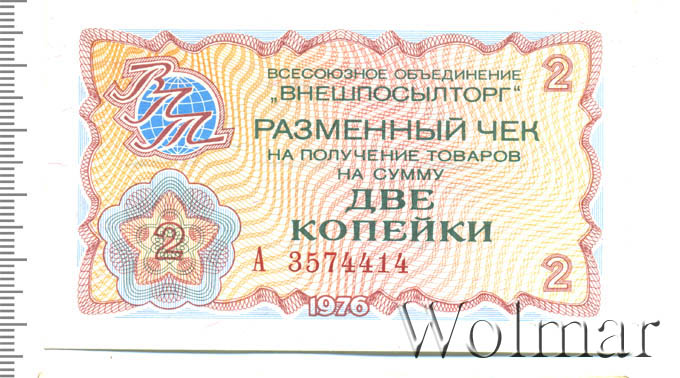 ВПТ
ВСЕСОЮЗНОЕ ОБЪЕДИНЕНИЕ
„ВНЕШПОСЫЛТОРГ“
2
РАЗМЕННЫЙ ЧЕК
НА ПОЛУЧЕНИЕ ТОВАРОВ
НА СУММУ
ДВЕ
КОПЕЙКИ
2
А 3574414
2
1976
Wolmar